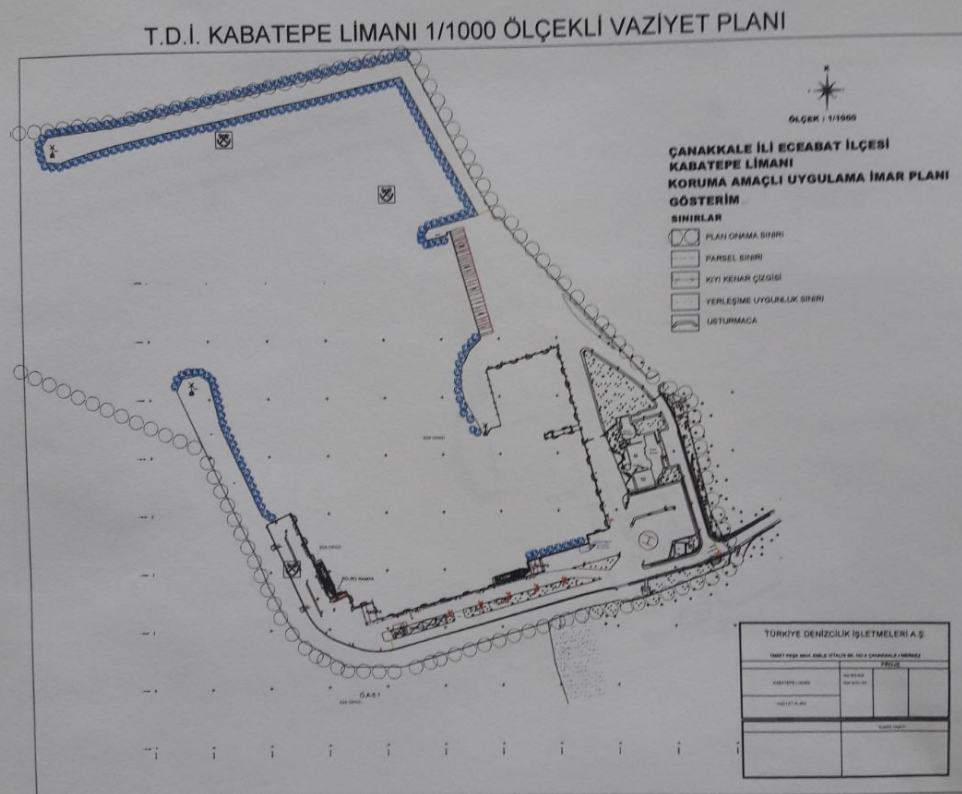 T.D.İ. KABATEPE LİMANI 1/1000 ÖLÇEKLİ VAZİYET PLANI
ÖLÇEK : 1/1000
ÇANAKKALE İLİ ECEABAT İLÇESİ
KABATEPE LİMANI
KORUMA AMAÇLI UYGULAMA İMAR PLANI
GÖSTERİM
SINIRLAR
PLAN ONAMA SINIRI
PARSEL SINIRI
KIYI KENAR ÇİZGİSİ
YERLEŞİME UYGUNLUK SINIRI
USTURMACA
H
RO-RO RAMPA
TÜRKİYE DENİZCİLİK İŞLETMELERİ A.Ş.
PROJE
KABATEPE LİMANI
VAZİYET PLANI